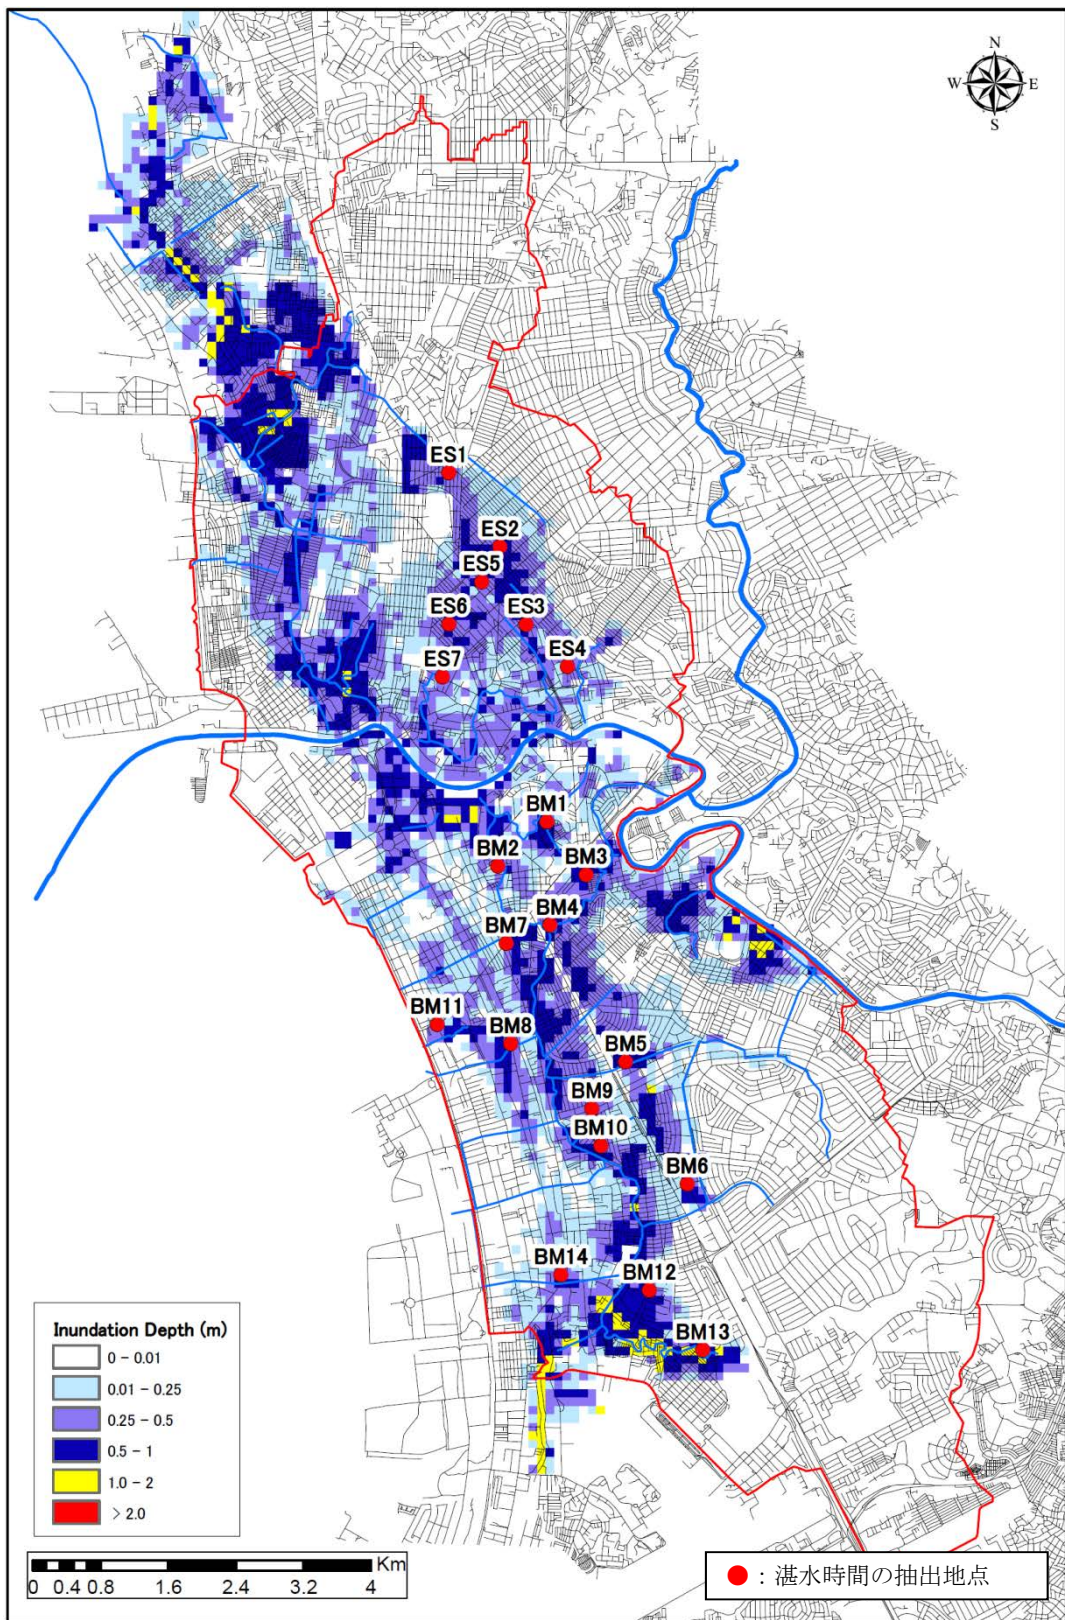 N
W E
S
ES1
ES2
ES5
ES6
ES3
ES4
ES7
BM1
BM2
BM3
BM4
BM7
BM11
BM8
BM5
BM9
BM10
BM6
BM14
BM12
BM13
Inundation Depth (m)
0 - 0.01
0.01 - 0.25
0.25 - 0.5
0.5 - 1
1.0 - 2
> 2.0
Km
0 0.4 0.8 1.6 2.4 3.2 4
：湛水時間の抽出地点